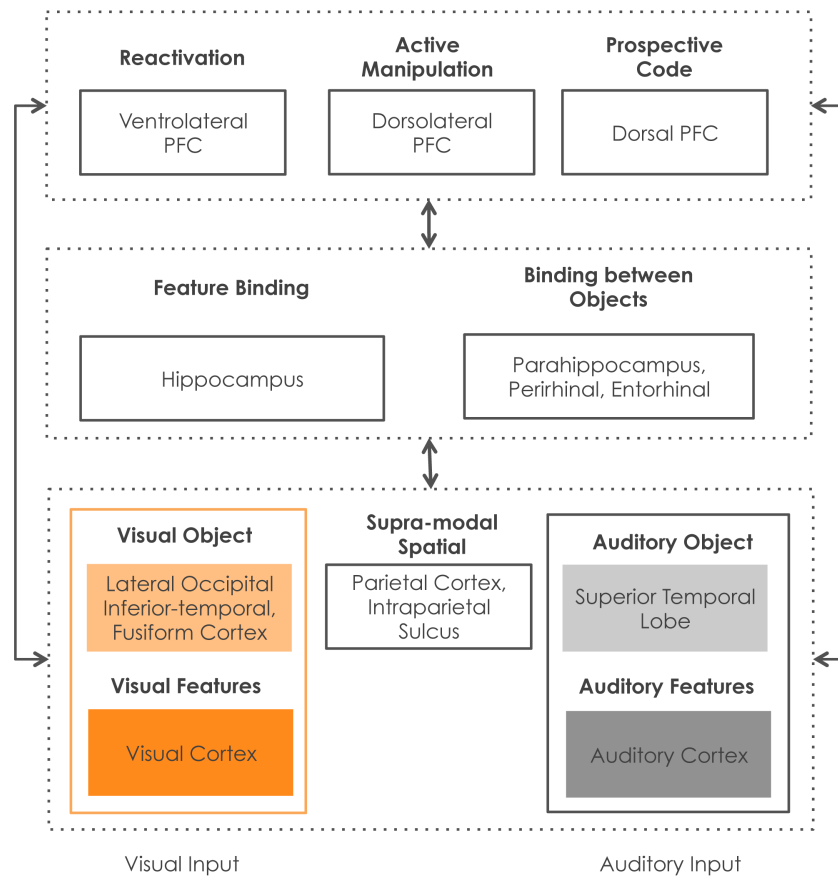 Reactivation
Active
Manipulation
Prospective
Code
Ventrolateral
PFC
Dorsolateral
PFC
Dorsal PFC
Feature Binding
Binding between
Objects
Hippocampus
Parahippocampus,
Perirhinal, Entorhinal
Visual Object
Lateral Occipital
Inferior-temporal,
Fusiform Cortex
Visual Features
Visual Cortex
Supra-modal
Spatial
Parietal Cortex,
Intraparietal
Sulcus
Auditory Object
Superior Temporal
Lobe
Auditory Features
Auditory Cortex
Visual Input
Auditory Input